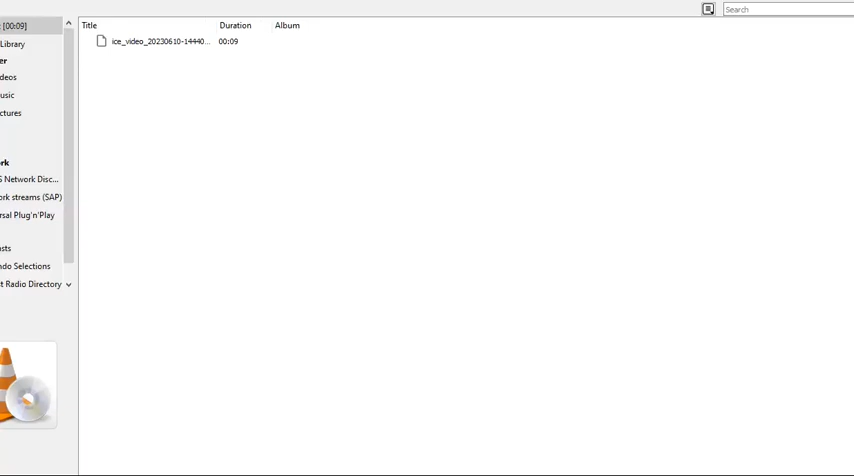 Search
[00:09]
Library
er
deos
usic
ctures
rk
S Network Disc...
ork streams (SAP)
rsal Plug'n'Play
sts
ndo Selections
t Radio Directory
Title Duration Album
ice_video_20230610-14440... 00:09